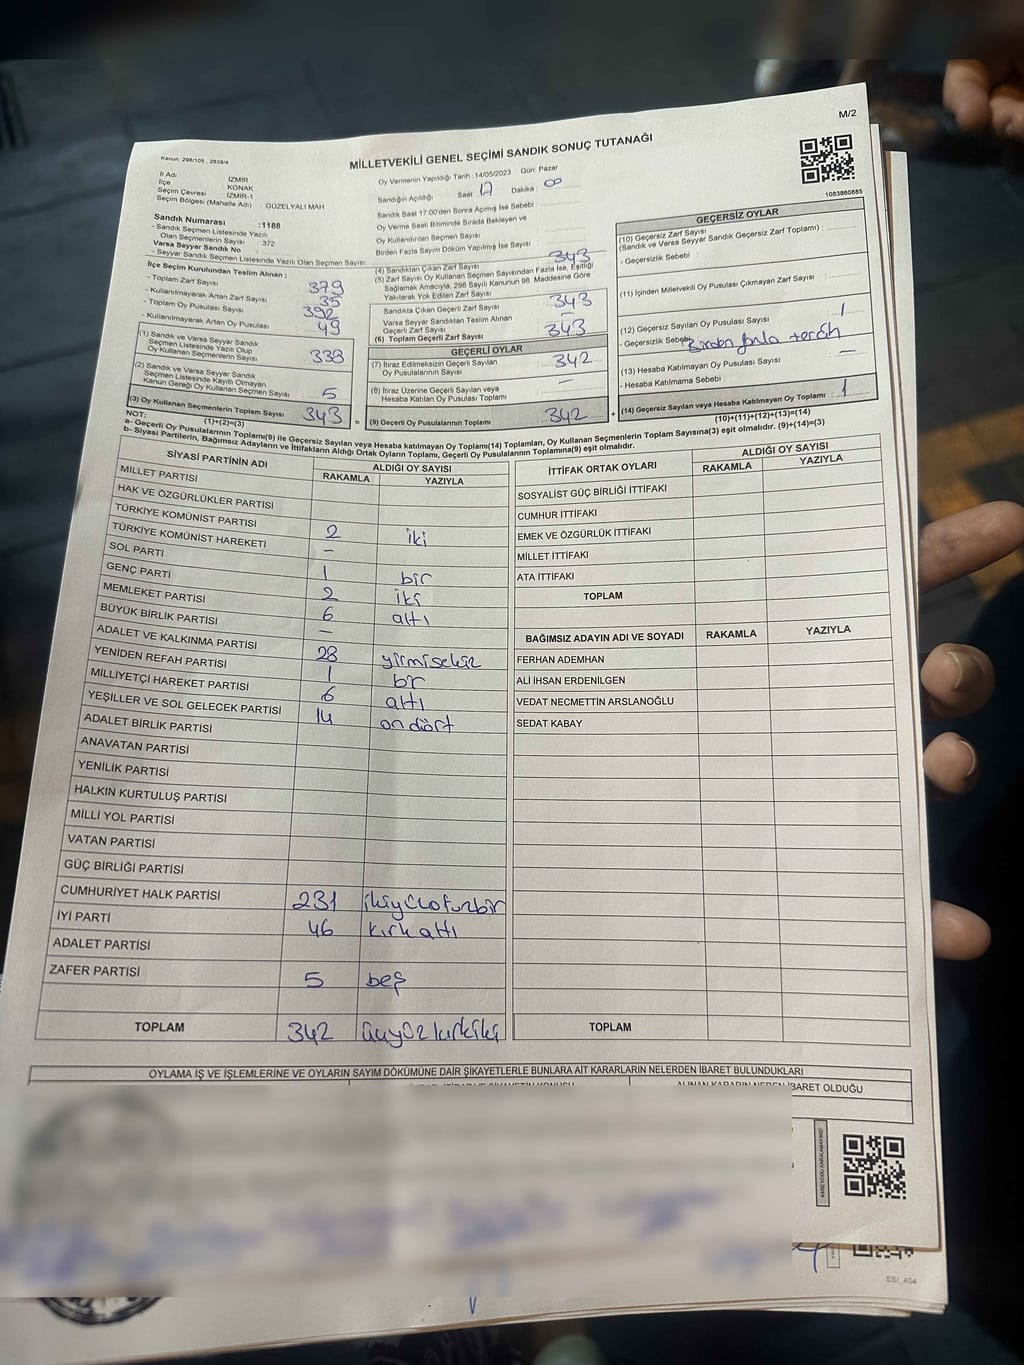 M/2
Kanun: 298/105 , 2839/4
MİLLETVEKİLİ GENEL SEÇİMİ SANDIK SONUÇ TUTANAĞI
1083860885
İl Adı : İZMİR
İlçe : KONAK
Seçim Çevresi : İZMİR-1
Seçim Bölgesi (Mahalle Adı) : GÜZELYALI MAH
Sandık Numarası :1188
- Sandık Seçmen Listesinde Yazılı
Olan Seçmenlerin Sayısı : 372
Varsa Seyyar Sandık No :
- Seyyar Sandık Seçmen Listesinde Yazılı Olan Seçmen Sayısı:
Oy Vermenin Yapıldığı Tarih : 14/05/2023 Gün: Pazar
Sandığın Açıldığı Saat: 17 Dakika: 00
Sandık Saat 17:00'den Sonra Açılmış İse Sebebi :
Oy Verme Saati Bitiminde Sırada Bekleyen ve
Oy Kullandırılan Seçmen Sayısı :
Birden Fazla Sayım Döküm Yapılmış İse Sayısı :
İlçe Seçim Kurulundan Teslim Alınan ;
- Toplam Zarf Sayısı : 379
- Kullanılmayarak Artan Zarf Sayısı : 35
- Toplam Oy Pusulası Sayısı : 392
- Kullanılmayarak Artan Oy Pusulası : 49
(1) Sandık ve Varsa Seyyar Sandık
Seçmen Listesinde Yazılı Olup
Oy Kullanan Seçmenlerin Sayısı : 338
(2) Sandık ve Varsa Seyyar Sandık
Seçmen Listesinde Kayıtlı Olmayan
Kanun Gereği Oy Kullanan Seçmen Sayısı : 5
(3) Oy Kullanan Seçmenlerin Toplam Sayısı : 343
(1)+(2)=(3)
(4) Sandıktan Çıkan Zarf Sayısı : 343
(5) Zarf Sayısı Oy Kullanan Seçmen Sayısından Fazla İse, Eşitliği
Sağlamak Amacıyla, 298 Sayılı Kanunun 98. Maddesine Göre
Yakılarak Yok Edilen Zarf Sayısı :
Sandıkta Çıkan Geçerli Zarf Sayısı : 343
Varsa Seyyar Sandıktan Teslim Alınan
Geçerli Zarf Sayısı : –
(6) Toplam Geçerli Zarf Sayısı : 343
GEÇERLİ OYLAR
(7) İtiraz Edilmeksizin Geçerli Sayılan
Oy Pusulalarının Sayısı : 342
(8) İtiraz Üzerine Geçerli Sayılan veya
Hesaba Katılan Oy Pusulası Toplamı : –
(9) Geçerli Oy Pusulalarının Toplamı : 342
GEÇERSİZ OYLAR
(10) Geçersiz Zarf Sayısı
(Sandık ve Varsa Seyyar Sandık Geçersiz Zarf Toplamı) :
- Geçersizlik Sebebi :
(11) İçinden Milletvekili Oy Pusulası Çıkmayan Zarf Sayısı :
(12) Geçersiz Sayılan Oy Pusulası Sayısı : 1
- Geçersizlik Sebebi : Birden fazla tercih
(13) Hesaba Katılmayan Oy Pusulası Sayısı : –
- Hesaba Katılmama Sebebi :
(14) Geçersiz Sayılan veya Hesaba Katılmayan Oy Toplamı : 1
(10)+(11)+(12)+(13)=(14)
NOT:
a- Geçerli Oy Pusulalarının Toplamı(9) ile Geçersiz Sayılan veya Hesaba katılmayan Oy Toplamı(14) Toplamları, Oy Kullanan Seçmenlerin Toplam Sayısına(3) eşit olmalıdır. (9)+(14)=(3)
b- Siyasi Partilerin, Bağımsız Adayların ve İttifakların Aldığı Ortak Oyların Toplamı, Geçerli Oy Pusulalarının Toplamına(9) eşit olmalıdır.
SİYASİ PARTİNİN ADI ALDIĞI OY SAYISI
RAKAMLA YAZIYLA
MİLLET PARTİSİ
HAK VE ÖZGÜRLÜKLER PARTİSİ
TÜRKİYE KOMÜNİST PARTİSİ 2 iki
TÜRKİYE KOMÜNİST HAREKETİ –
SOL PARTİ 1 bir
GENÇ PARTİ 2 iki
MEMLEKET PARTİSİ 6 altı
BÜYÜK BİRLİK PARTİSİ –
ADALET VE KALKINMA PARTİSİ 28 yirmisekiz
YENİDEN REFAH PARTİSİ 1 bir
MİLLİYETÇİ HAREKET PARTİSİ 6 altı
YEŞİLLER VE SOL GELECEK PARTİSİ 14 ondört
ADALET BİRLİK PARTİSİ
ANAVATAN PARTİSİ
YENİLİK PARTİSİ
HALKIN KURTULUŞ PARTİSİ
MİLLİ YOL PARTİSİ
VATAN PARTİSİ
GÜÇ BİRLİĞİ PARTİSİ
CUMHURİYET HALK PARTİSİ 231 ikiyüzotuzbir
İYİ PARTİ 46 kırkaltı
ADALET PARTİSİ
ZAFER PARTİSİ 5 beş
TOPLAM 342 üçyüzkırkiki
İTTİFAK ORTAK OYLARI ALDIĞI OY SAYISI
RAKAMLA YAZIYLA
SOSYALİST GÜÇ BİRLİĞİ İTTİFAKI
CUMHUR İTTİFAKI
EMEK VE ÖZGÜRLÜK İTTİFAKI
MİLLET İTTİFAKI
ATA İTTİFAKI
TOPLAM
BAĞIMSIZ ADAYIN ADI VE SOYADI RAKAMLA YAZIYLA
FERHAN ADEMHAN
ALİ İHSAN ERDENİLGEN
VEDAT NECMETTİN ARSLANOĞLU
SEDAT KABAY
TOPLAM
OYLAMA İŞ VE İŞLEMLERİNE VE OYLARIN SAYIM DÖKÜMÜNE DAİR ŞİKAYETLERLE BUNLARA AİT KARARLARIN NELERDEN İBARET BULUNDUKLARI
ALINAN KARARIN NEDEN İBARET OLDUĞU
SSI_404